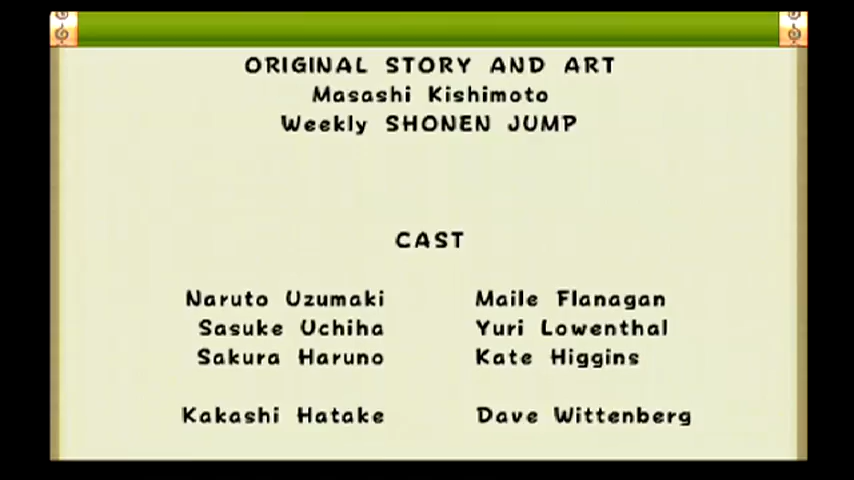 ORIGINAL STORY AND ART
Masashi Kishimoto
Weekly SHONEN JUMP
CAST
Naruto Uzumaki Maile Flanagan
Sasuke Uchiha Yuri Lowenthal
Sakura Haruno Kate Higgins
Kakashi Hatake Dave Wittenberg